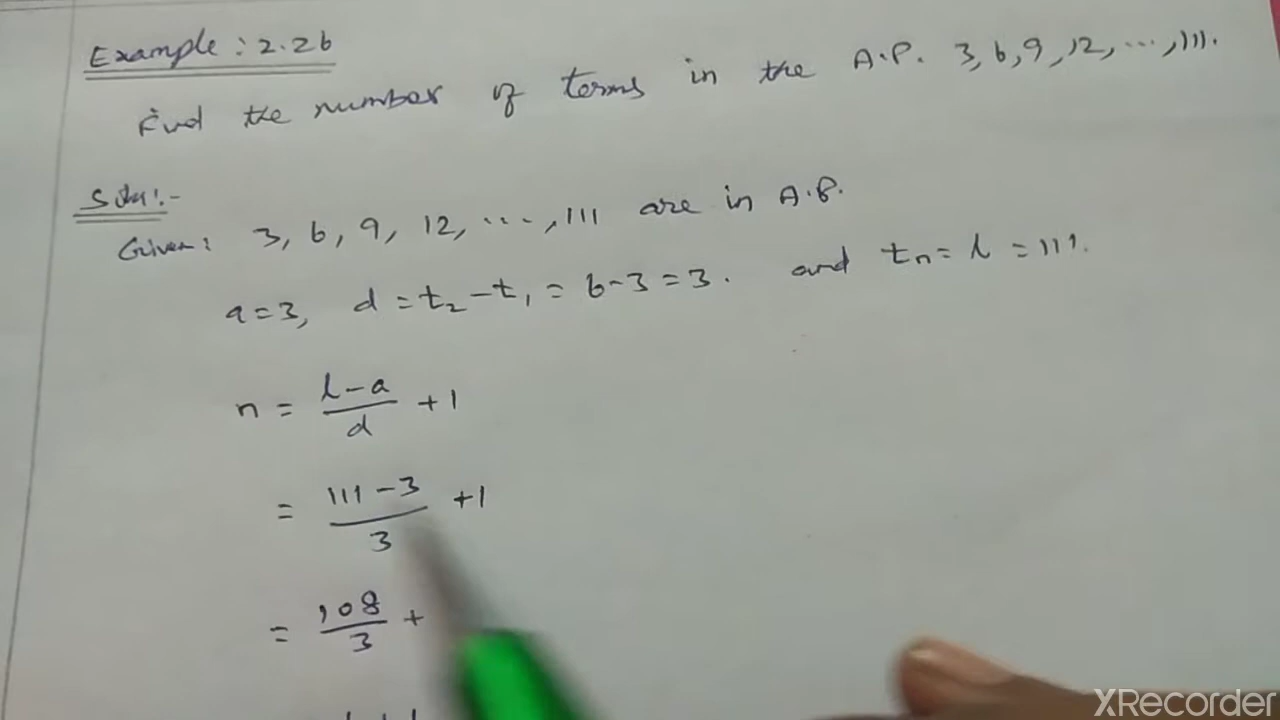 Example: 2.26
Find the number of terms in the A.P. 3, 6, 9, 12, ..., 111.
Soln:-
Given: 3, 6, 9, 12, ..., 111 are in A.P.
a=3, d = t₂-t₁ = 6-3 = 3. and tn = l = 111.
n = (l-a)/d + 1
= (111-3)/3 + 1
= 108/3 +
XRecorder